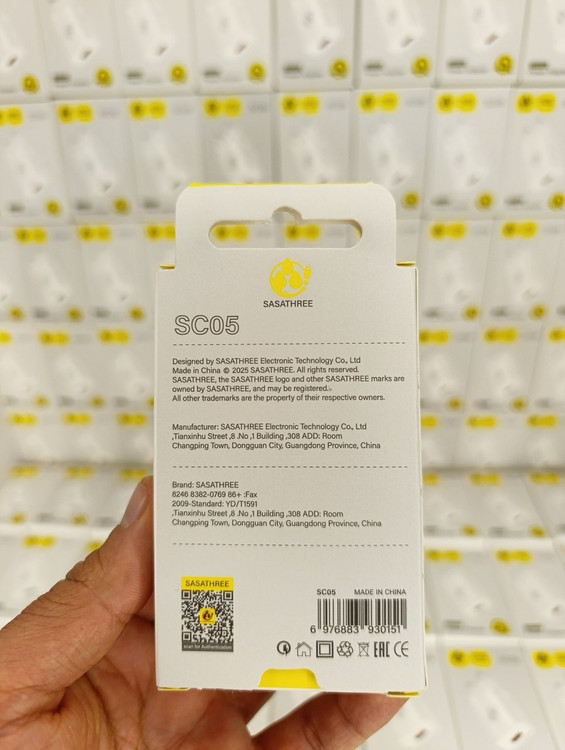 SASATHREE
SC05
Designed by SASATHREE Electronic Technology Co., Ltd
Made in China © 2025 SASATHREE. All rights reserved.
SASATHREE, the SASATHREE logo and other SASATHREE marks are
owned by SASATHREE, and may be registered.
All other trademarks are the property of their respective owners.
Manufacturer: SASATHREE Electronic Technology Co., Ltd
,Tianxinhu Street ,8 .No ,1 Building ,308 ADD: Room
Changping Town, Dongguan City, Guangdong Province, China
Brand: SASATHREE
8246 8382-0769 86+ :Fax
2009-Standard: YD/T1591
,Tianxinhu Street ,8 .No ,1 Building ,308 ADD: Room
Changping Town, Dongguan City, Guangdong Province, China
SASATHREE
scan for Authentication
SC05 MADE IN CHINA
6 976883 930151
EAC CE